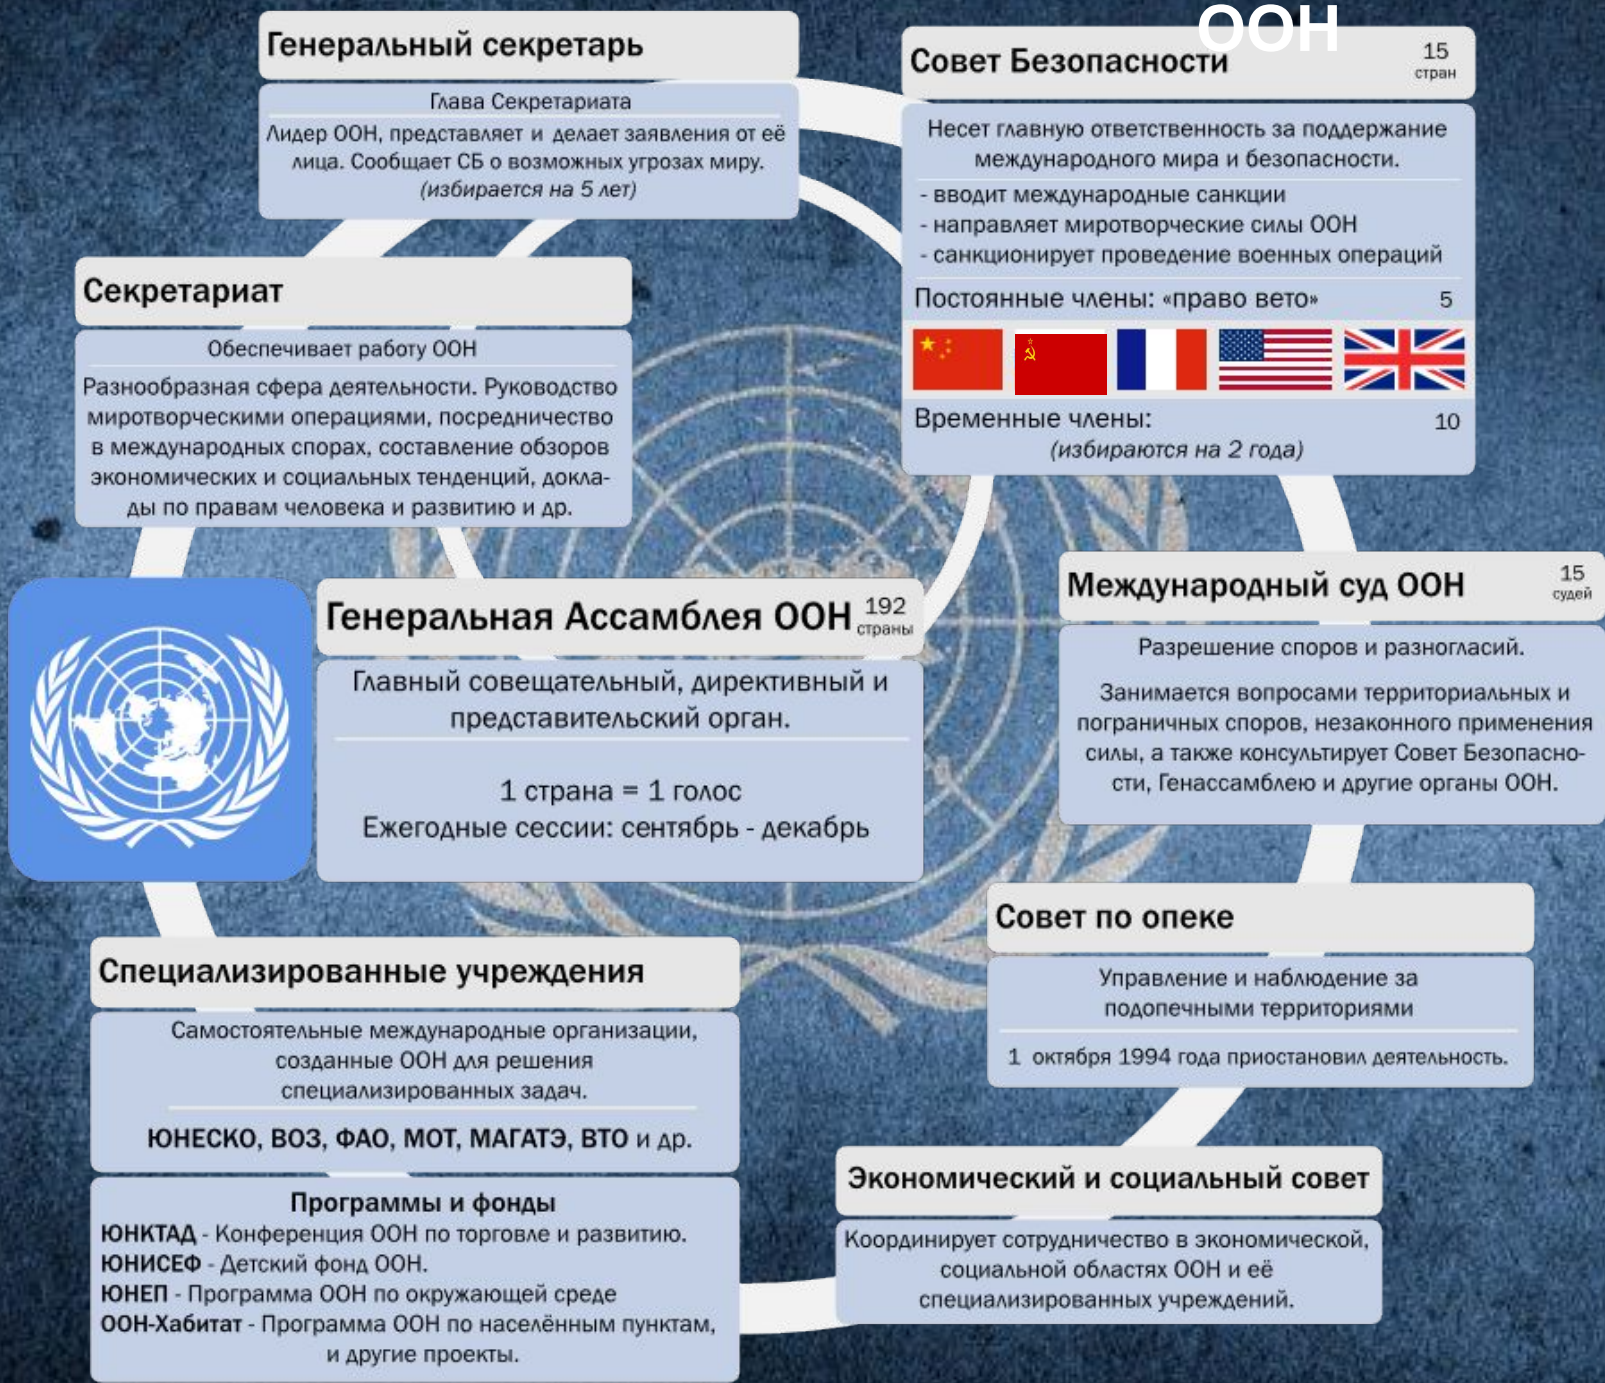 ООН
Генеральный секретарь
Глава Секретариата
Лидер ООН, представляет и делает заявления от её
лица. Сообщает СБ о возможных угрозах миру.
(избирается на 5 лет)
Совет Безопасности
15
стран
Несет главную ответственность за поддержание
международного мира и безопасности.
- вводит международные санкции
- направляет миротворческие силы ООН
- санкционирует проведение военных операций
Постоянные члены: «право вето» 5
Временные члены: 10
(избираются на 2 года)
Секретариат
Обеспечивает работу ООН
Разнообразная сфера деятельности. Руководство
миротворческими операциями, посредничество
в международных спорах, составление обзоров
экономических и социальных тенденций, докла-
ды по правам человека и развитию и др.
Генеральная Ассамблея ООН
192
страны
Главный совещательный, директивный и
представительский орган.
1 страна = 1 голос
Ежегодные сессии: сентябрь - декабрь
Международный суд ООН
15
судей
Разрешение споров и разногласий.
Занимается вопросами территориальных и
пограничных споров, незаконного применения
силы, а также консультирует Совет Безопасно-
сти, Генассамблею и другие органы ООН.
Совет по опеке
Управление и наблюдение за
подопечными территориями
1 октября 1994 года приостановил деятельность.
Специализированные учреждения
Самостоятельные международные организации,
созданные ООН для решения
специализированных задач.
ЮНЕСКО, ВОЗ, ФАО, МОТ, МАГАТЭ, ВТО и др.
Программы и фонды
ЮНКТАД - Конференция ООН по торговле и развитию.
ЮНИСЕФ - Детский фонд ООН.
ЮНЕП - Программа ООН по окружающей среде
ООН-Хабитат - Программа ООН по населённым пунктам,
и другие проекты.
Экономический и социальный совет
Координирует сотрудничество в экономической,
социальной областях ООН и её
специализированных учреждений.